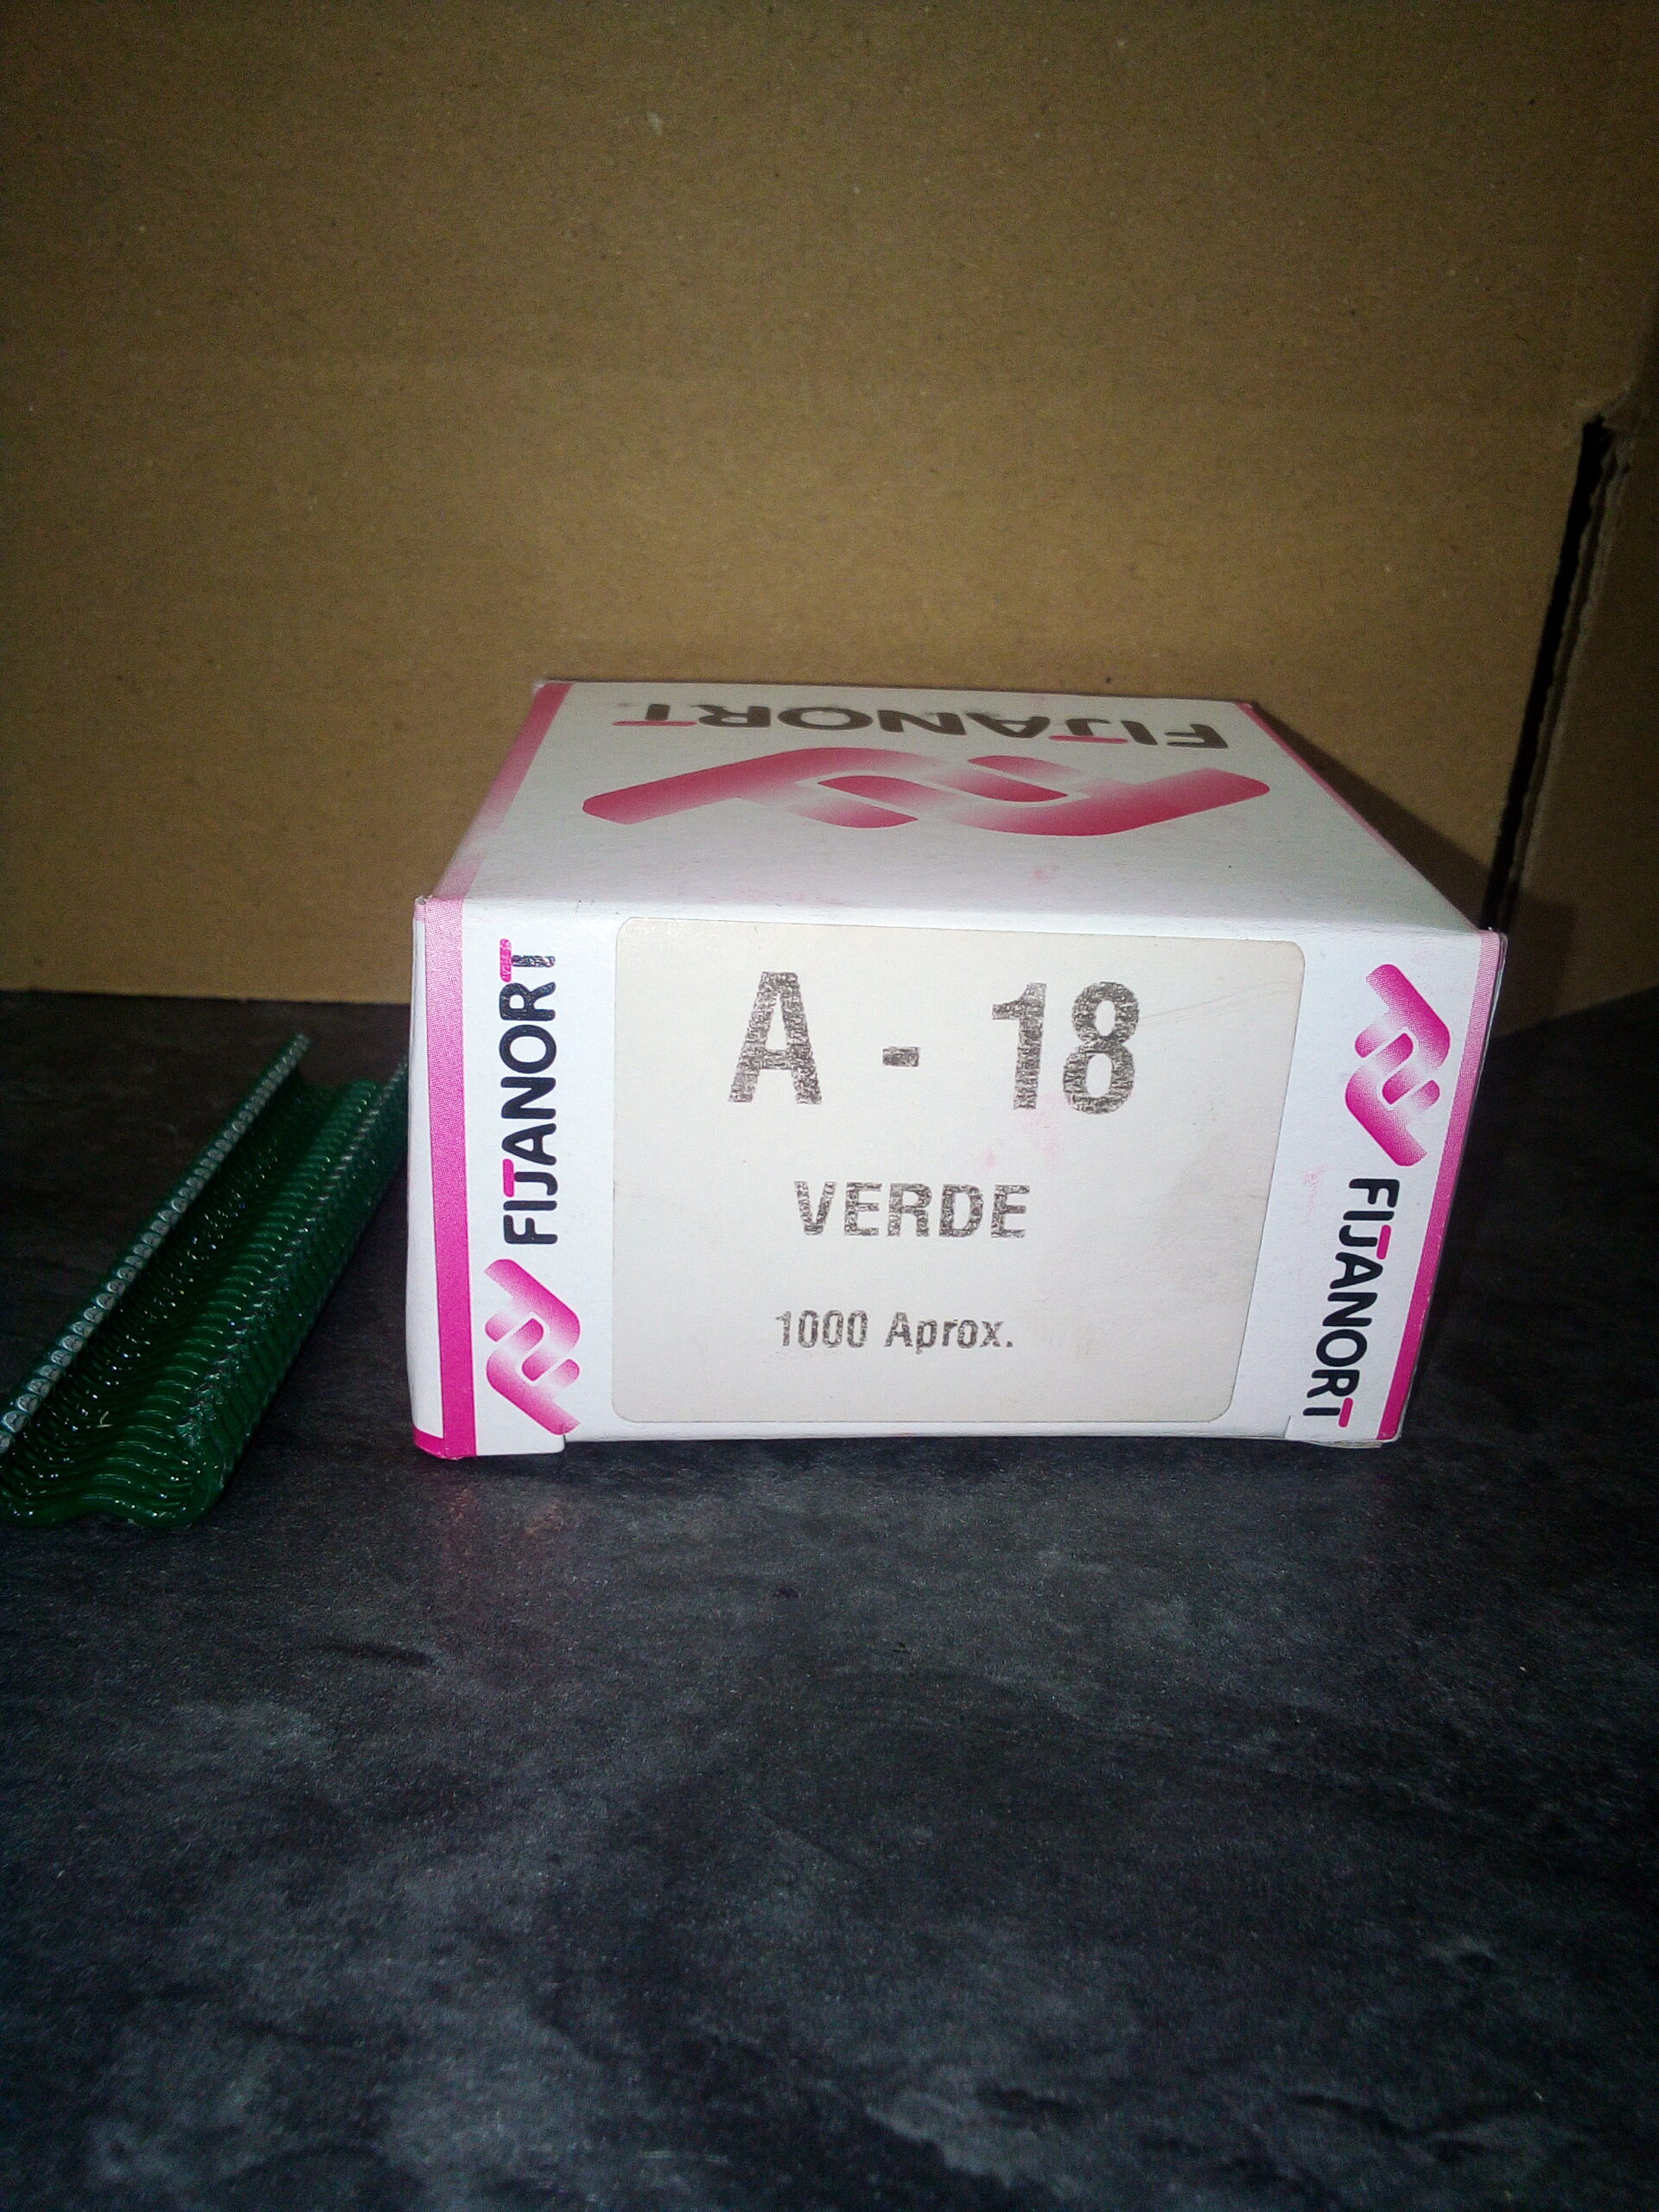 FIJANORT
FIJANORT
A - 18
VERDE
1000 Aprox.
FIJANORT